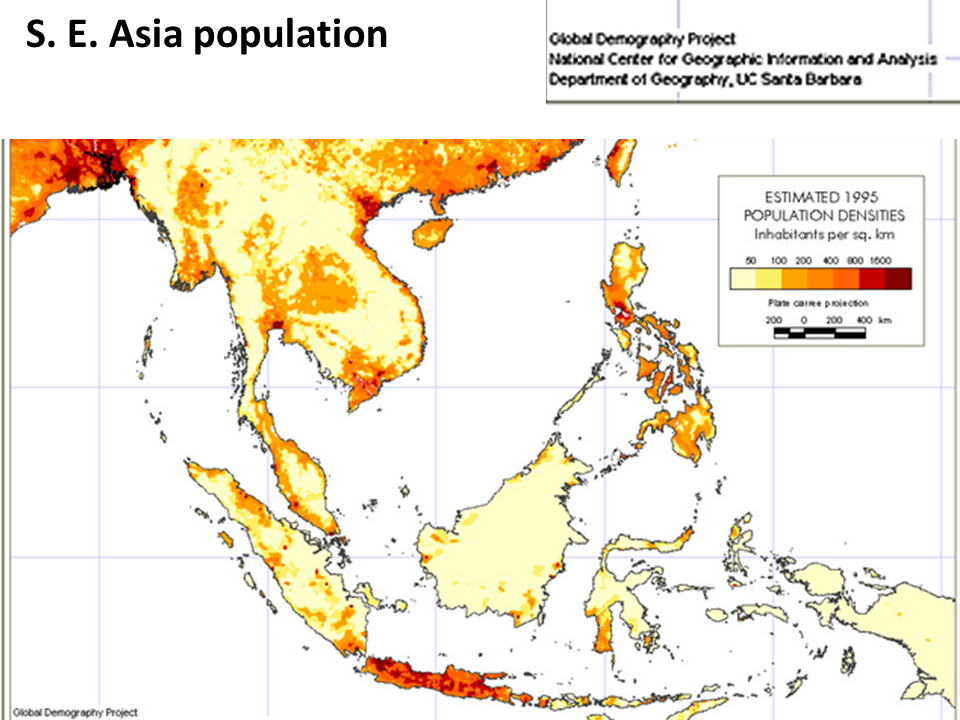 S. E. Asia population
Global Demography Project
National Center for Geographic Information and Analysis
Department of Geography, UC Santa Barbara
ESTIMATED 1995
POPULATION DENSITIES
Inhabitants per sq. km
50 100 200 400 800 1600
Plate carree projection
200 0 200 400 km
Global Demography Project